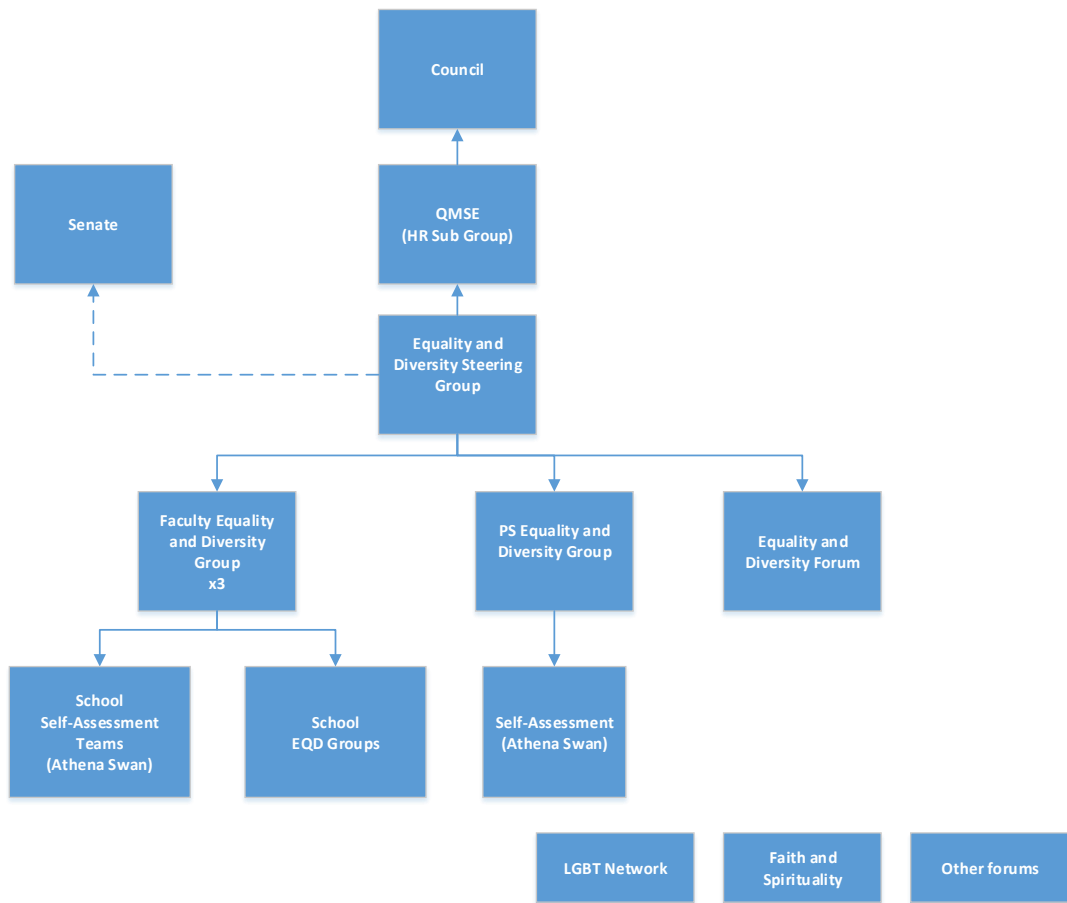 Council
Senate
QMSE
(HR Sub Group)
Equality and
Diversity Steering
Group
Faculty Equality
and Diversity
Group
x3
PS Equality and
Diversity Group
Equality and
Diversity Forum
School
Self-Assessment
Teams
(Athena Swan)
School
EQD Groups
Self-Assessment
(Athena Swan)
LGBT Network
Faith and
Spirituality
Other forums